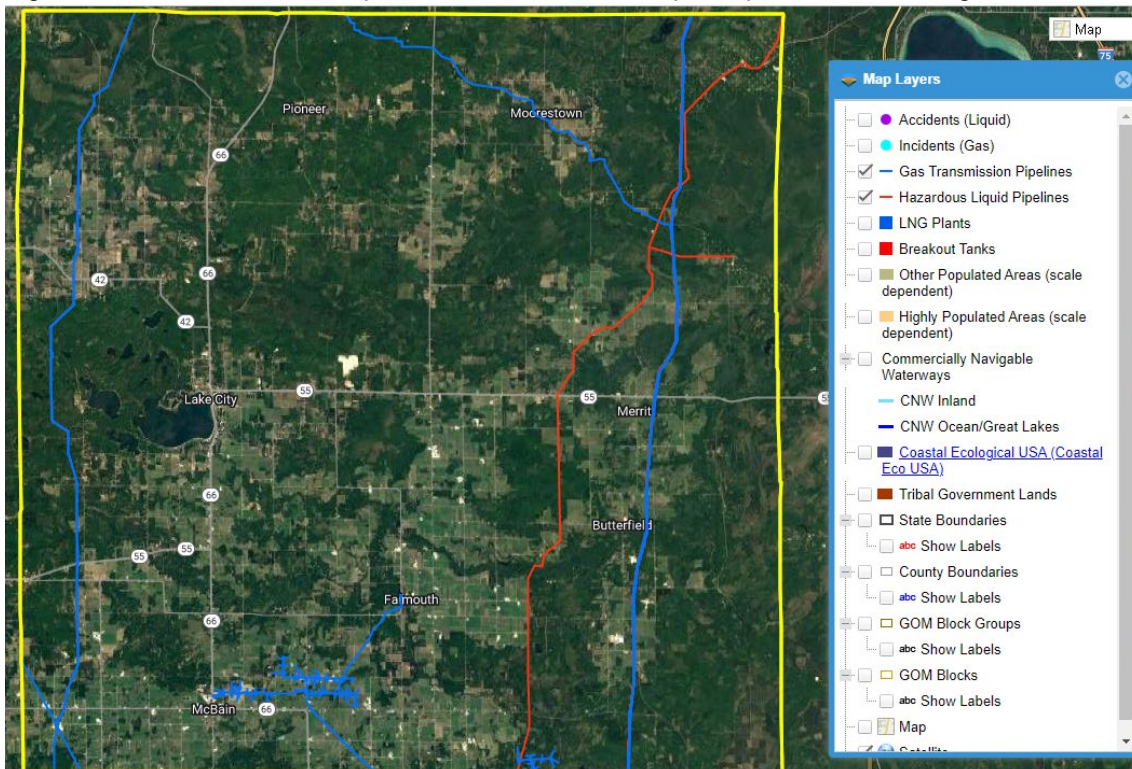 Map
75
Map Layers
Accidents (Liquid)
Incidents (Gas)
Gas Transmission Pipelines
Hazardous Liquid Pipelines
LNG Plants
Breakout Tanks
Other Populated Areas (scale
dependent)
Highly Populated Areas (scale
dependent)
Commercially Navigable
Waterways
CNW Inland
CNW Ocean/Great Lakes
Coastal Ecological USA (Coastal
Eco USA)
Tribal Government Lands
State Boundaries
abc Show Labels
County Boundaries
abc Show Labels
GOM Block Groups
abc Show Labels
GOM Blocks
abc Show Labels
Map
Pioneer
Moorestown
66
66
42
42
Lake City
55
55
55
Merrit
66
55
55
Butterfield
Falmouth
66
McBain
66